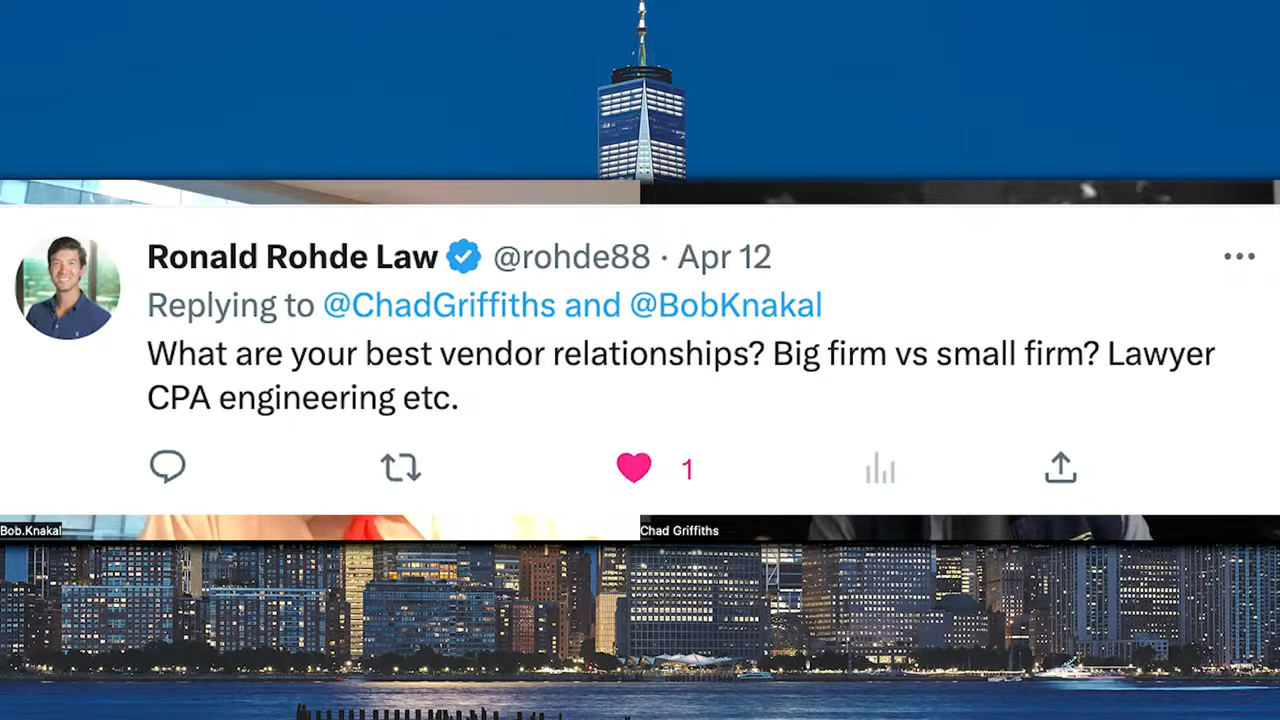 Ronald Rohde Law @rohde88 · Apr 12
Replying to @ChadGriffiths and @BobKnakal
What are your best vendor relationships? Big firm vs small firm? Lawyer
CPA engineering etc.
1
Bob.Knakal
Chad Griffiths